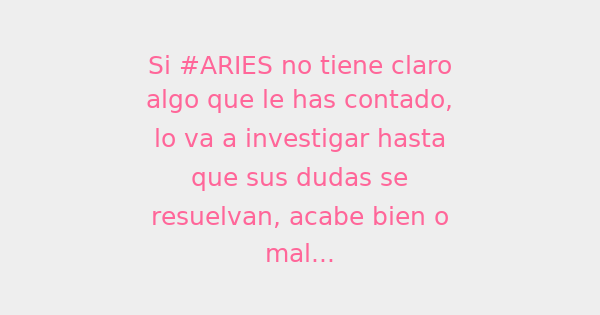 Si #ARIES no tiene claro
algo que le has contado,
lo va a investigar hasta
que sus dudas se
resuelvan, acabe bien o
mal...